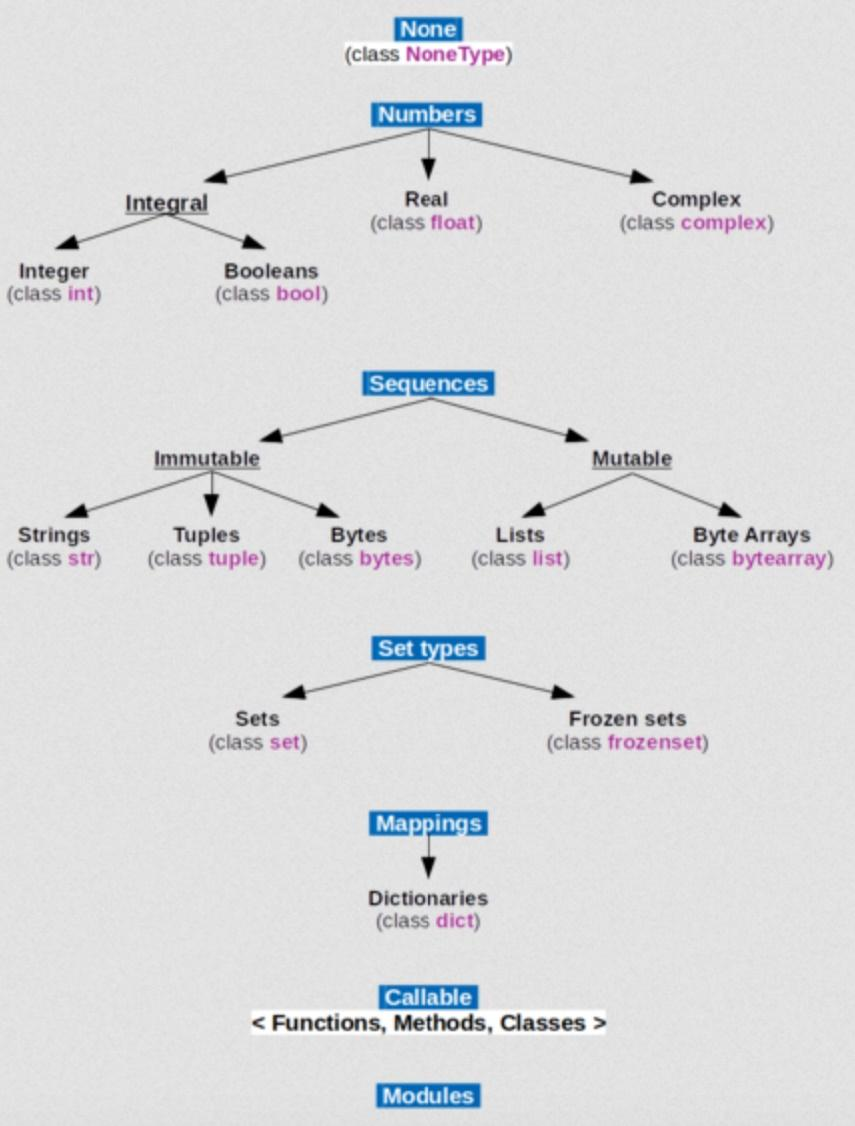 None
(class NoneType)
Numbers
Integral
Real
(class float)
Complex
(class complex)
Integer
(class int)
Booleans
(class bool)
Sequences
Immutable
Mutable
Strings
(class str)
Tuples
(class tuple)
Bytes
(class bytes)
Lists
(class list)
Byte Arrays
(class bytearray)
Set types
Sets
(class set)
Frozen sets
(class frozenset)
Mappings
Dictionaries
(class dict)
Callable
< Functions, Methods, Classes >
Modules